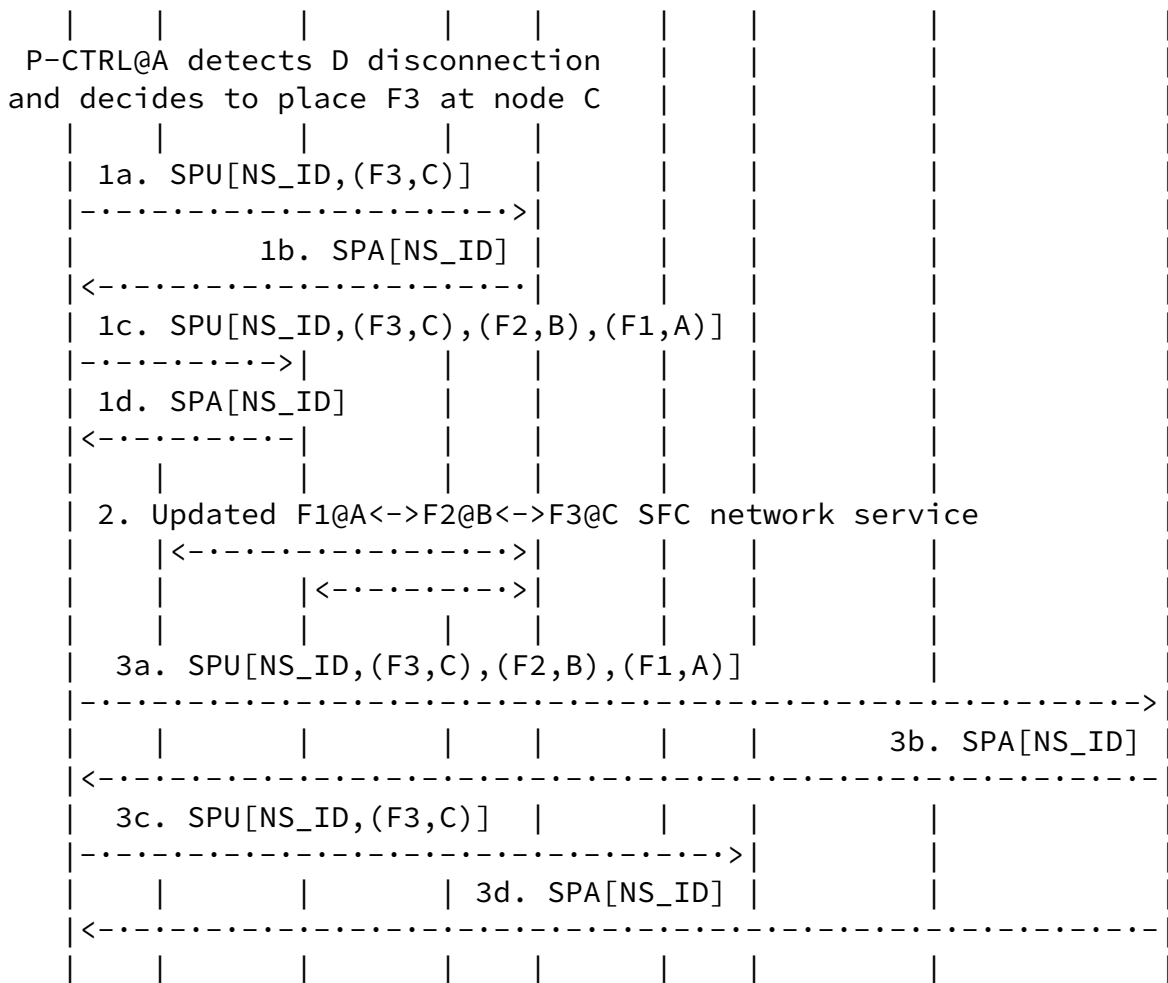 P-CTRL@A detects D disconnection
and decides to place F3 at node C
1a. SPU[NS_ID,(F3,C)]
1b. SPA[NS_ID]
1c. SPU[NS_ID,(F3,C),(F2,B),(F1,A)]
1d. SPA[NS_ID]
2. Updated F1@A<->F2@B<->F3@C SFC network service
3a. SPU[NS_ID,(F3,C),(F2,B),(F1,A)]
3b. SPA[NS_ID]
3c. SPU[NS_ID,(F3,C)]
3d. SPA[NS_ID]